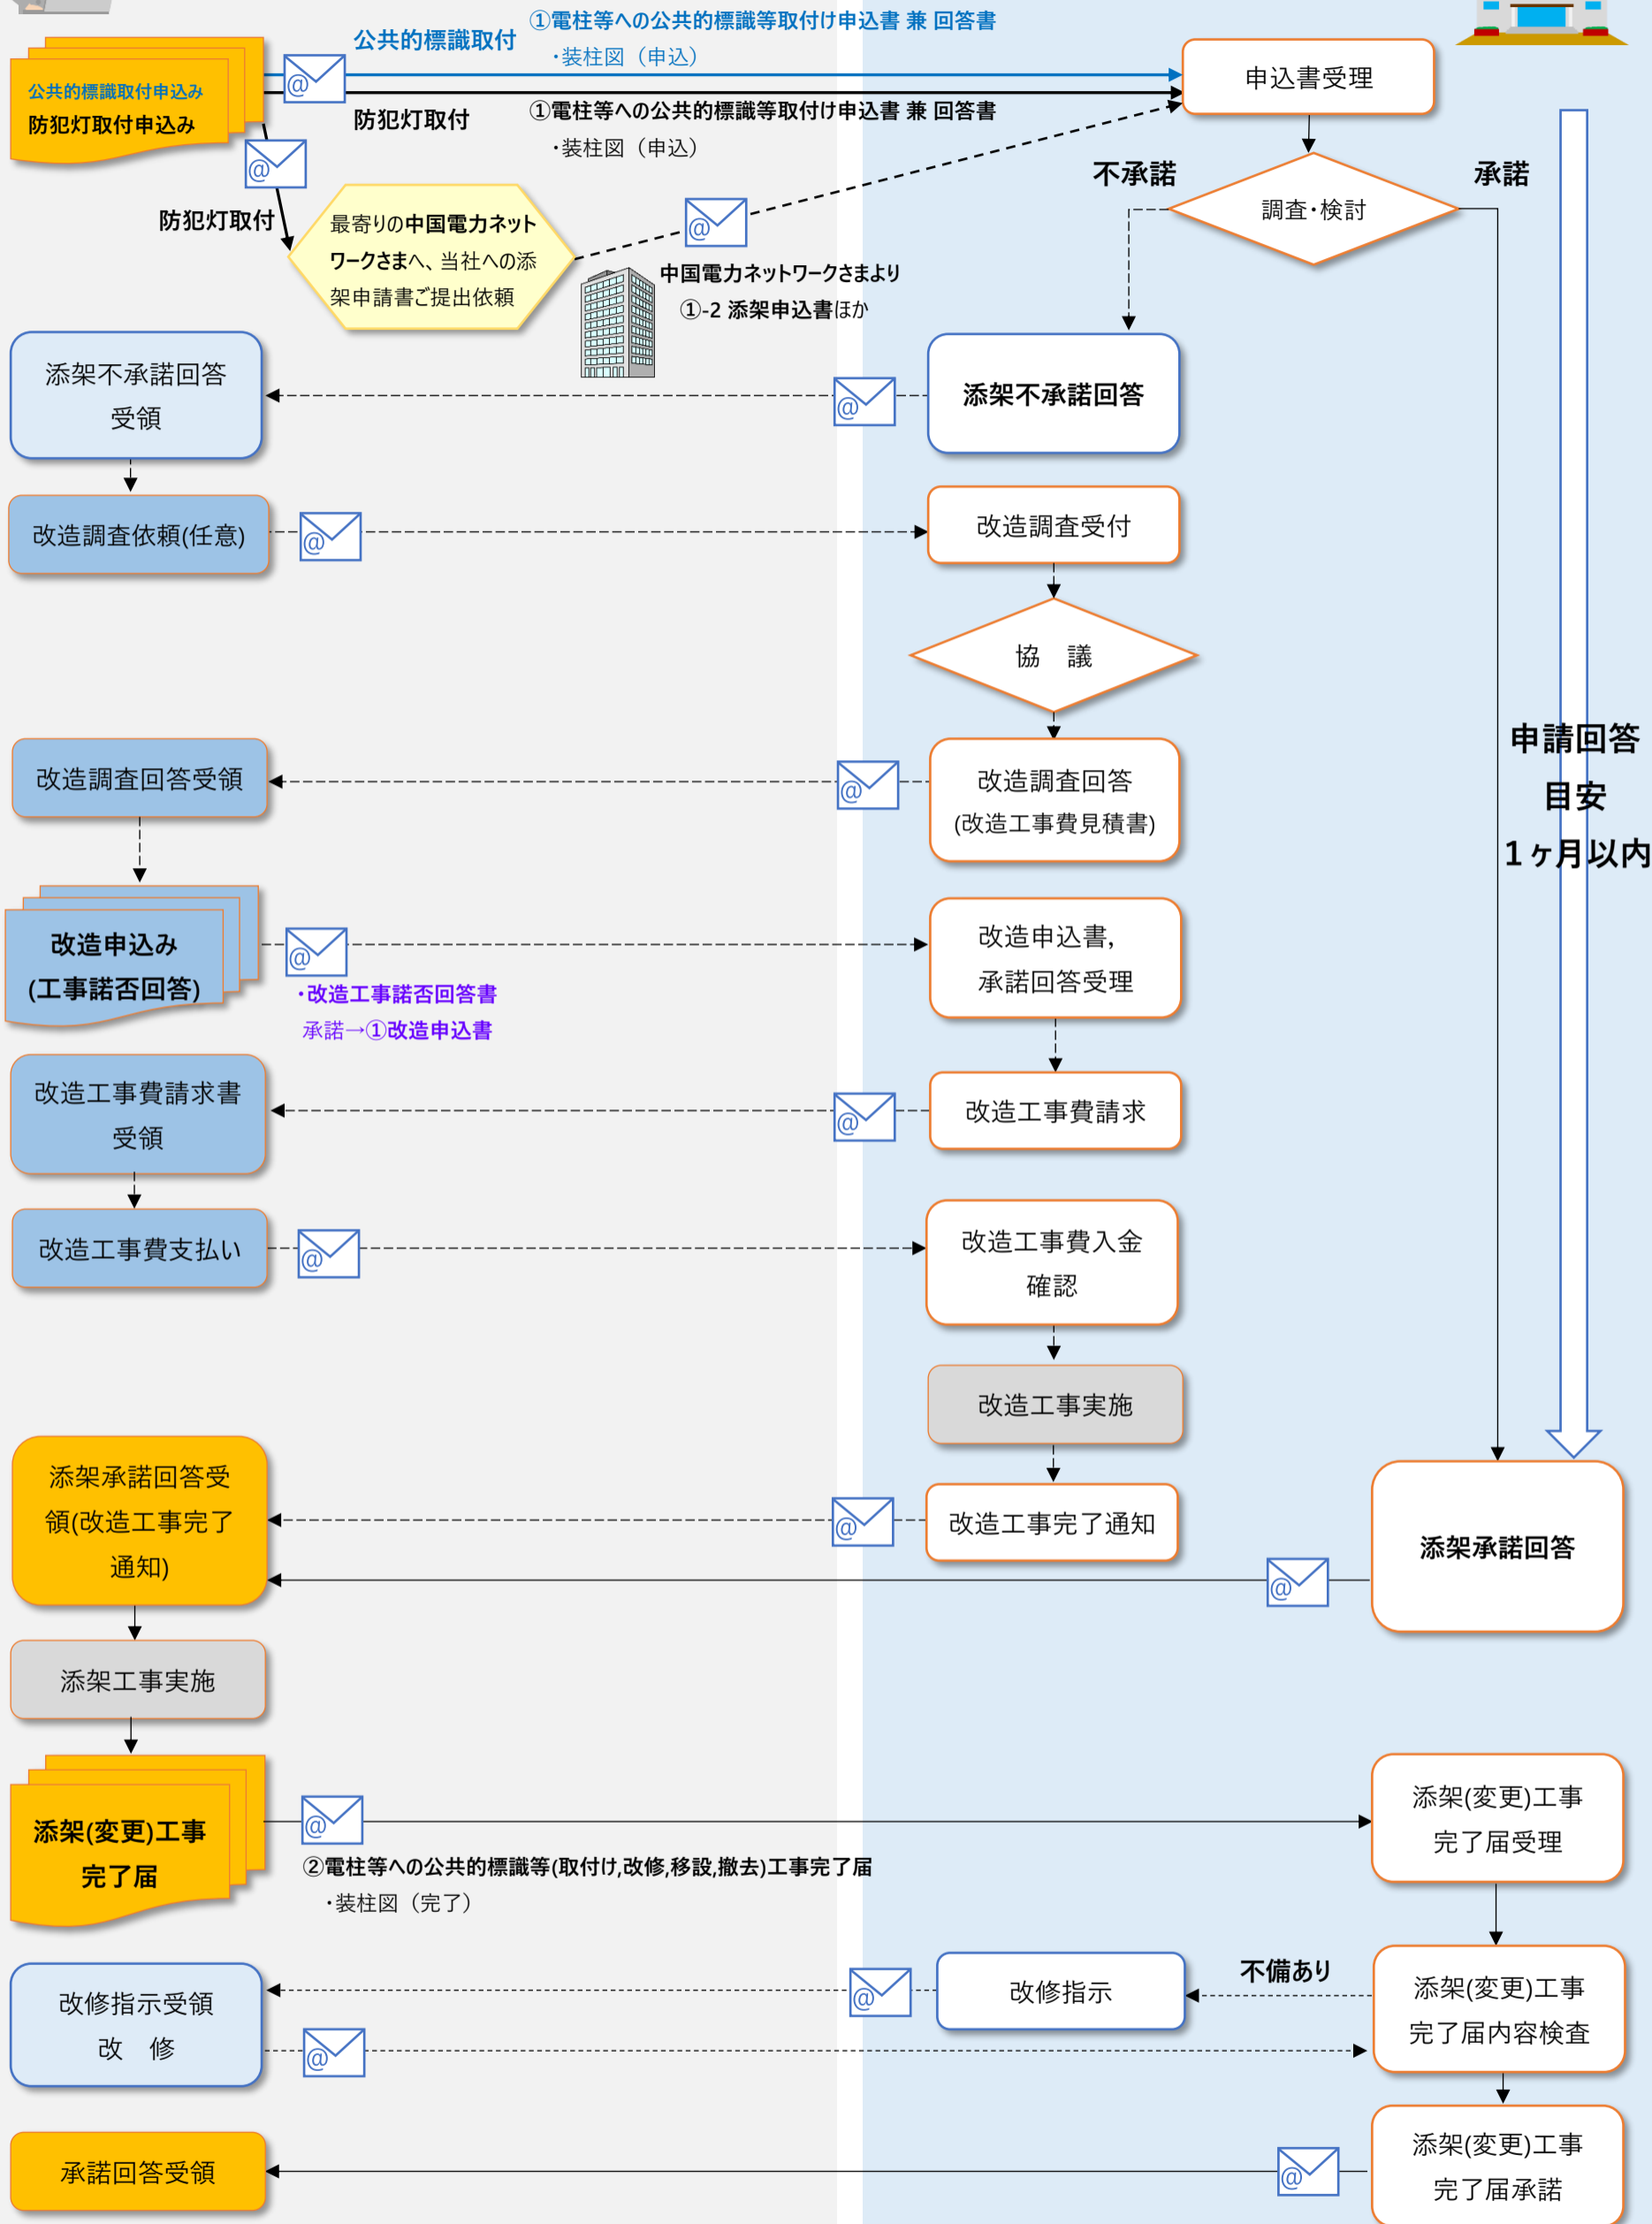 ①電柱等への公共的標識等取付け申込書 兼 回答書
公共的標識取付
・装柱図（申込）
申込書受理
公共的標識取付申込み
防犯灯取付申込み
防犯灯取付
①電柱等への公共的標識等取付け申込書 兼 回答書
・装柱図（申込）
不承諾
承諾
調査・検討
防犯灯取付
最寄りの中国電力ネット
ワークさまへ、当社への添
架申請書ご提出依頼
中国電力ネットワークさまより
①-2 添架申込書ほか
添架不承諾回答
受領
添架不承諾回答
改造調査依頼(任意)
改造調査受付
協　議
申請回答
目安
1ヶ月以内
改造調査回答受領
改造調査回答
(改造工事費見積書)
改造申込み
(工事諾否回答)
・改造工事諾否回答書
承諾→①改造申込書
改造申込書，
承諾回答受理
改造工事費請求書
受領
改造工事費請求
改造工事費支払い
改造工事費入金
確認
改造工事実施
添架承諾回答受
領(改造工事完了
通知)
改造工事完了通知
添架承諾回答
添架工事実施
添架(変更)工事
完了届
②電柱等への公共的標識等(取付け,改修,移設,撤去)工事完了届
・装柱図（完了）
添架(変更)工事
完了届受理
改修指示受領
改　修
改修指示
不備あり
添架(変更)工事
完了届内容検査
承諾回答受領
添架(変更)工事
完了届承諾